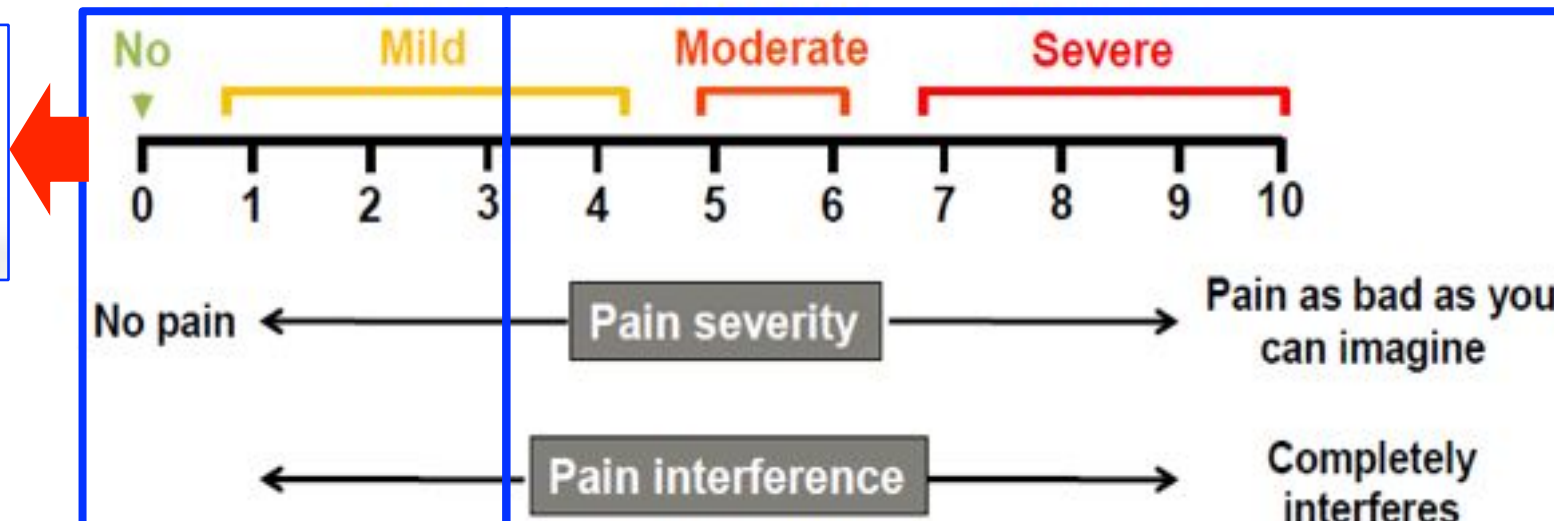 No Mild Moderate Severe
0 1 2 3 4 5 6 7 8 9 10
No pain Pain severity Pain as bad as you
can imagine
Pain interference Completely
interferes